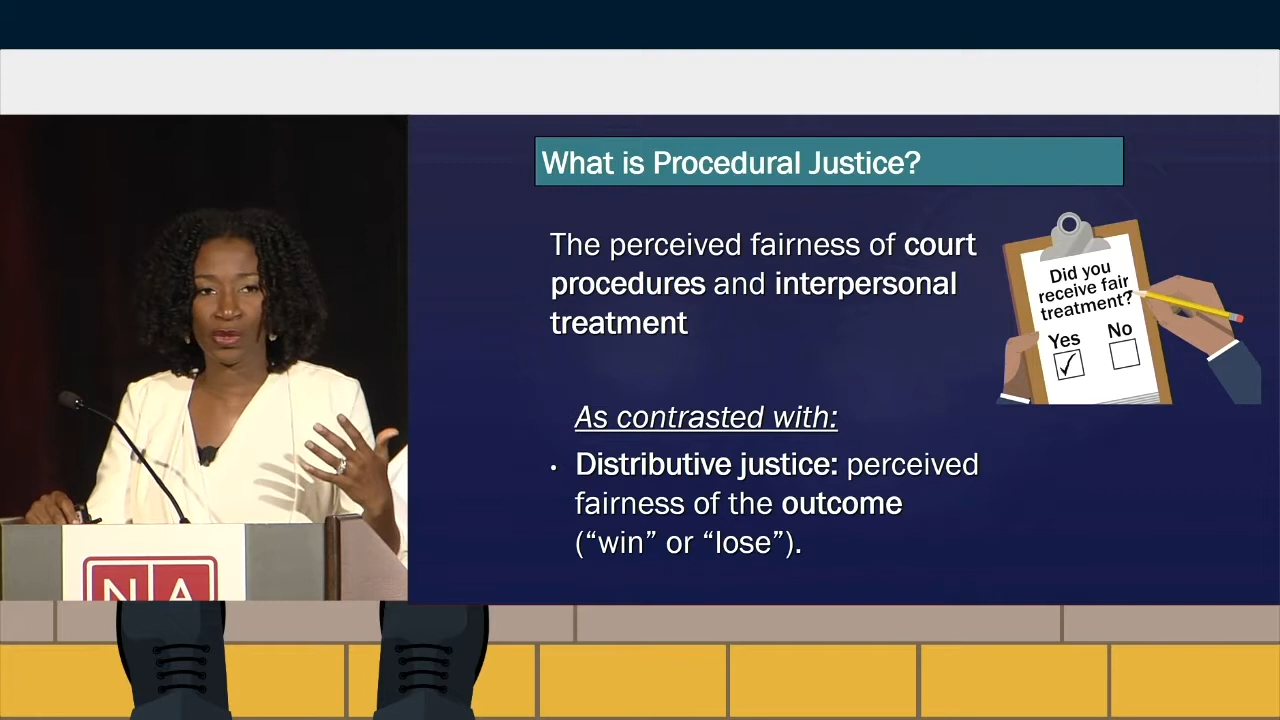 What is Procedural Justice?
The perceived fairness of court
procedures and interpersonal
treatment
Did you
receive fair
treatment?
Yes No
As contrasted with:
• Distributive justice: perceived
fairness of the outcome
(“win” or “lose”).
N A